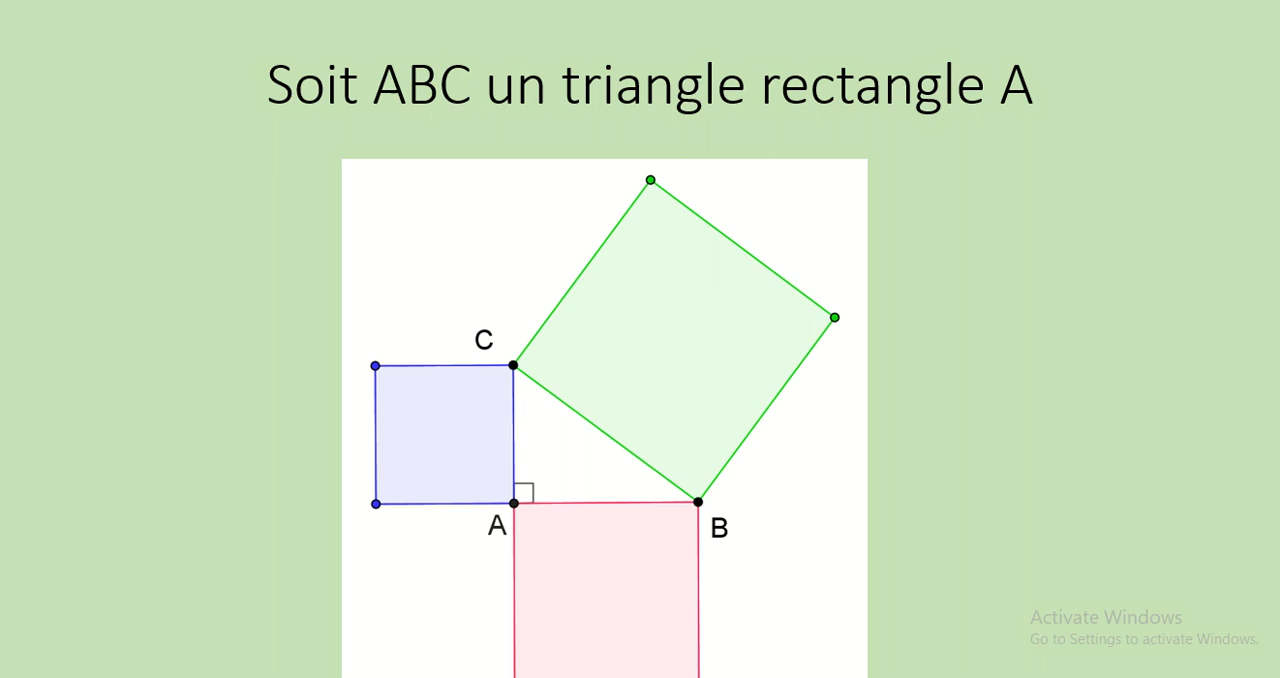 Soit ABC un triangle rectangle A
C
A
B
Activate Windows
Go to Settings to activate Windows.